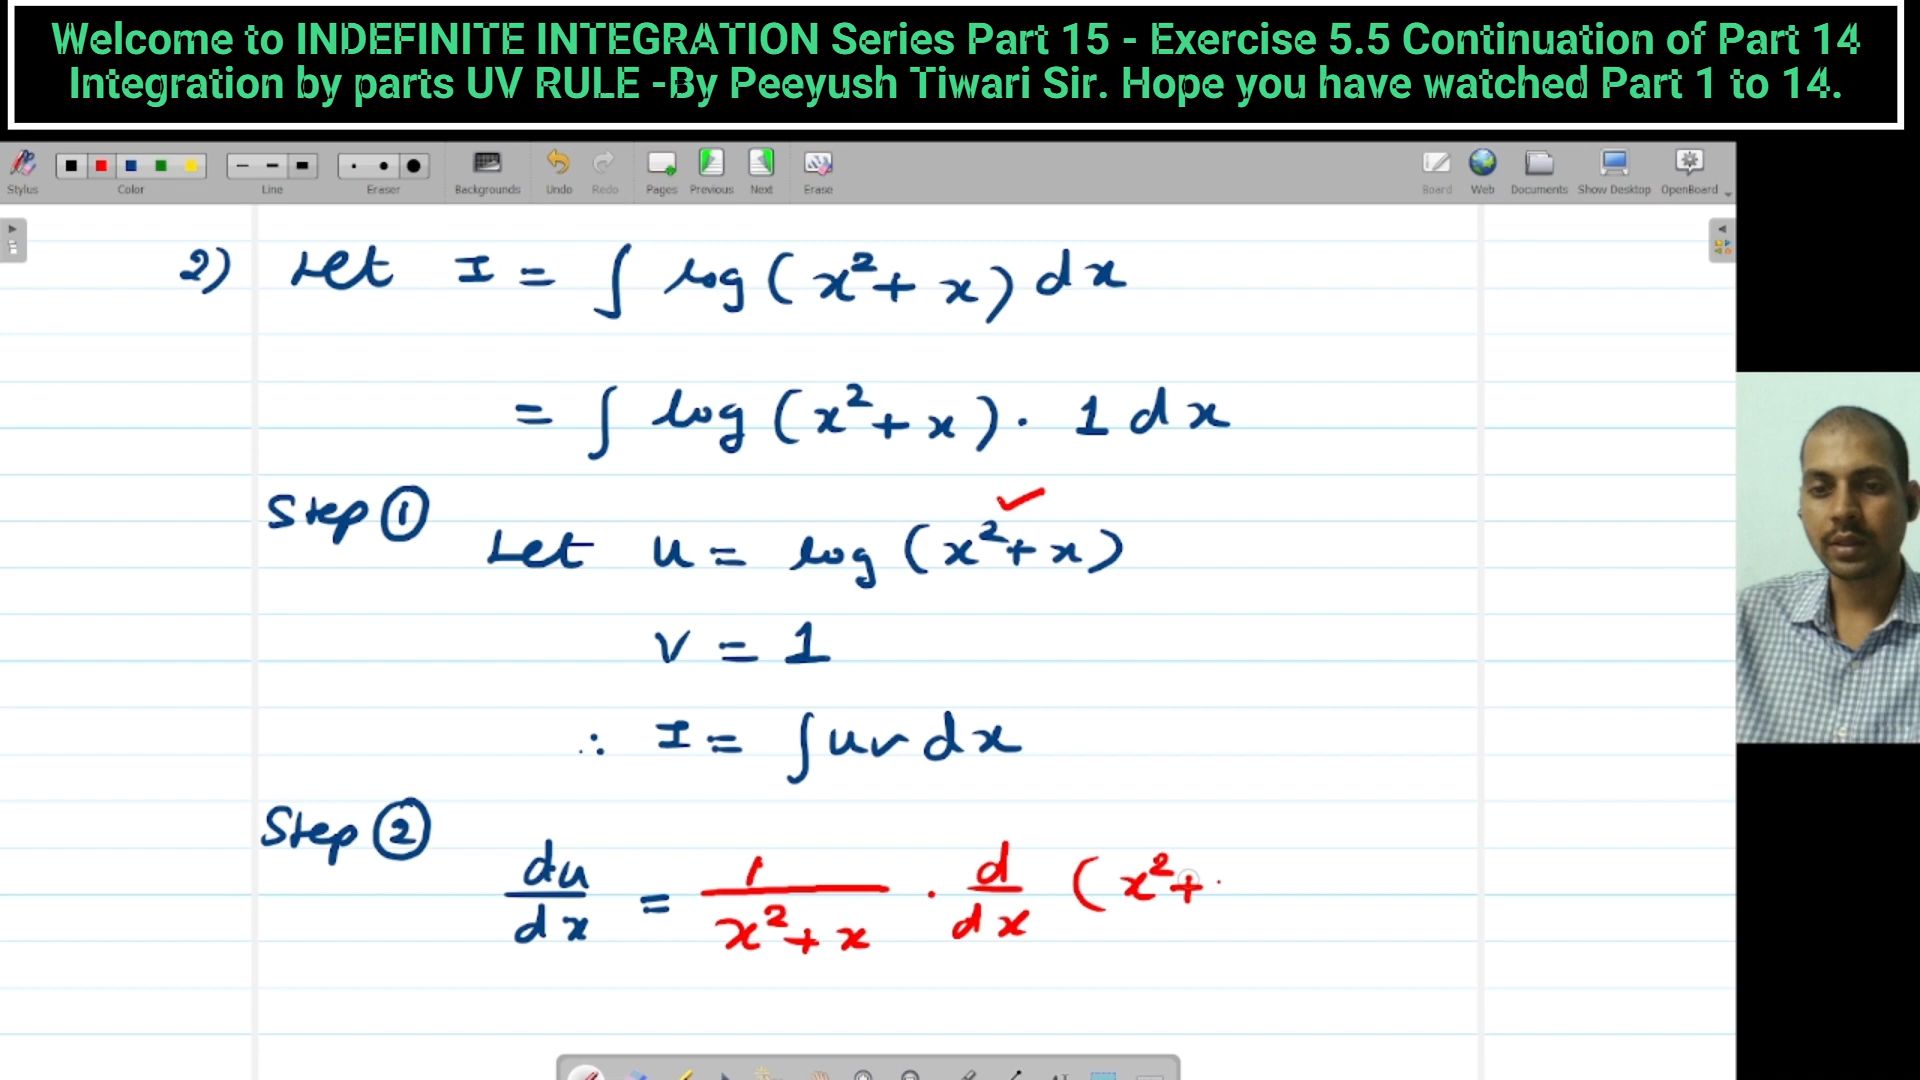 Welcome to INDEFINITE INTEGRATION Series Part 15 - Exercise 5.5 Continuation of Part 14
Integration by parts UV RULE -By Peeyush Tiwari Sir. Hope you have watched Part 1 to 14.
Stylus Color Line Eraser Backgrounds Undo Redo Pages Previous Next Erase Board Web Documents Show Desktop OpenBoard
2) Let I = ∫ log(x²+x) dx
= ∫ log(x²+x) · 1 dx
Step ①
Let u = log(x²+x)
v = 1
∴ I = ∫ uv dx
Step ②
du/dx = 1/(x²+x) · d/dx (x²+